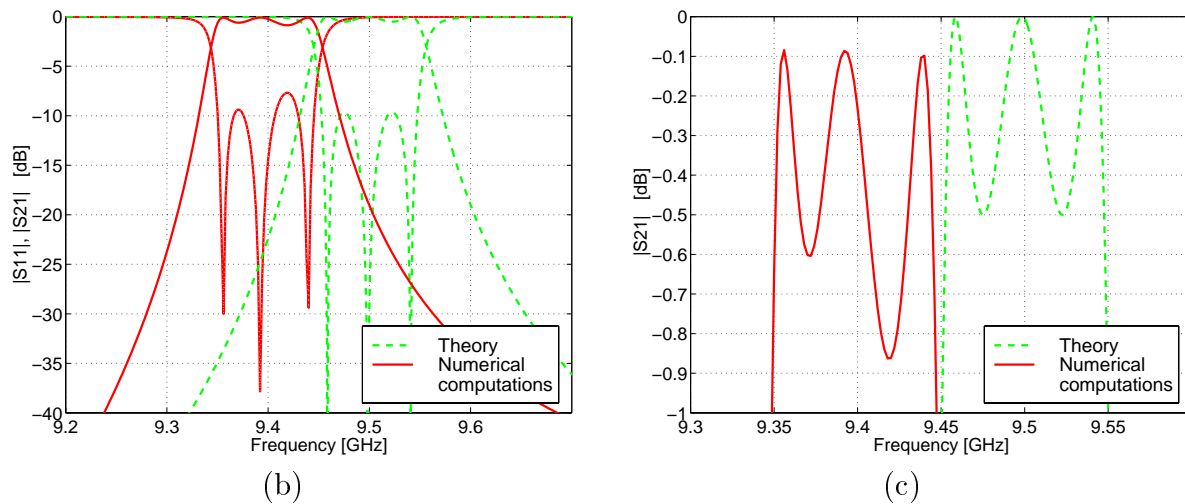 0
−5
−10
−15
−20
−25
−30
−35
−40
|S11|, |S21| [dB]
9.2
9.3
9.4
9.5
9.6
Frequency [GHz]
Theory
Numerical
computations
(b)
0
−0.1
−0.2
−0.3
−0.4
−0.5
−0.6
−0.7
−0.8
−0.9
−1
|S21| [dB]
9.3
9.35
9.4
9.45
9.5
9.55
Frequency [GHz]
Theory
Numerical
computations
(c)